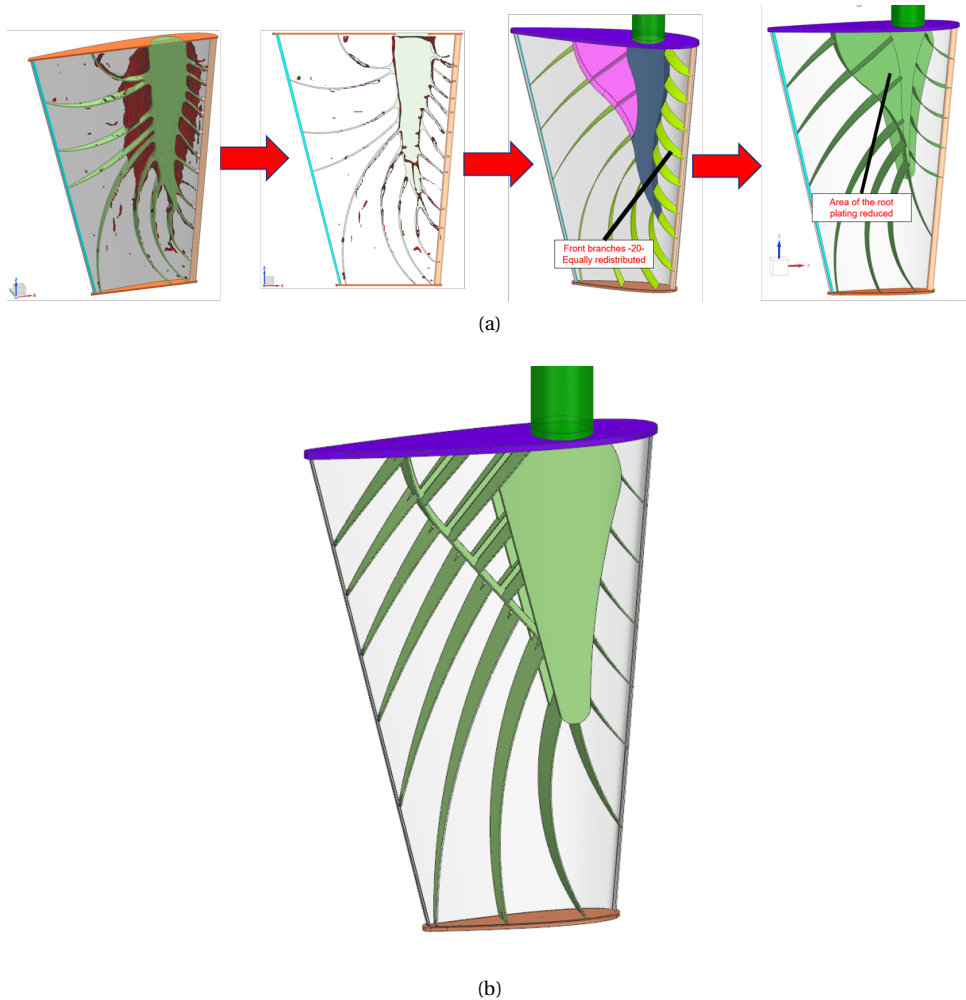 Front branches -20-
Equally redistributed
Area of the root
plating reduced
(a)
(b)